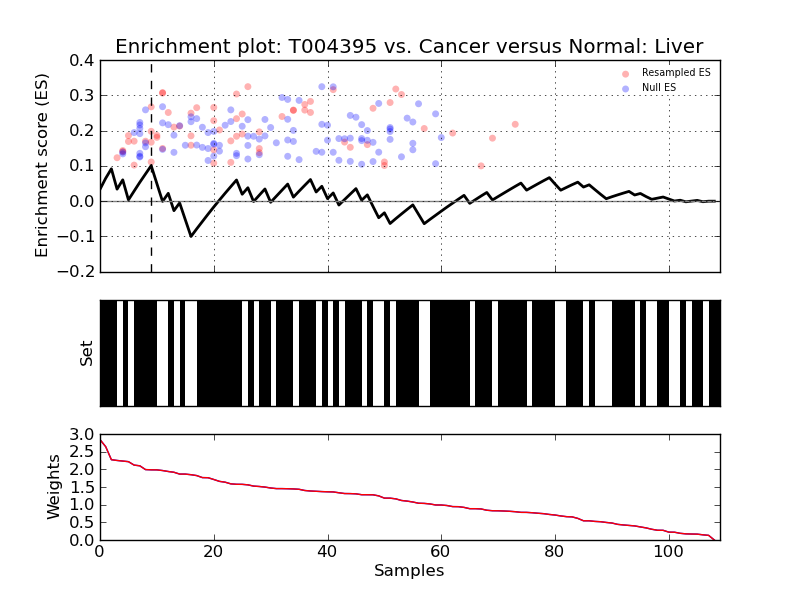 Enrichment plot: T004395 vs. Cancer versus Normal: Liver
Enrichment score (ES)
0.4
0.3
0.2
0.1
0.0
−0.1
−0.2
Resampled ES
Null ES
Set
Weights
3.0
2.5
2.0
1.5
1.0
0.5
0.0
0 20 40 60 80 100
Samples